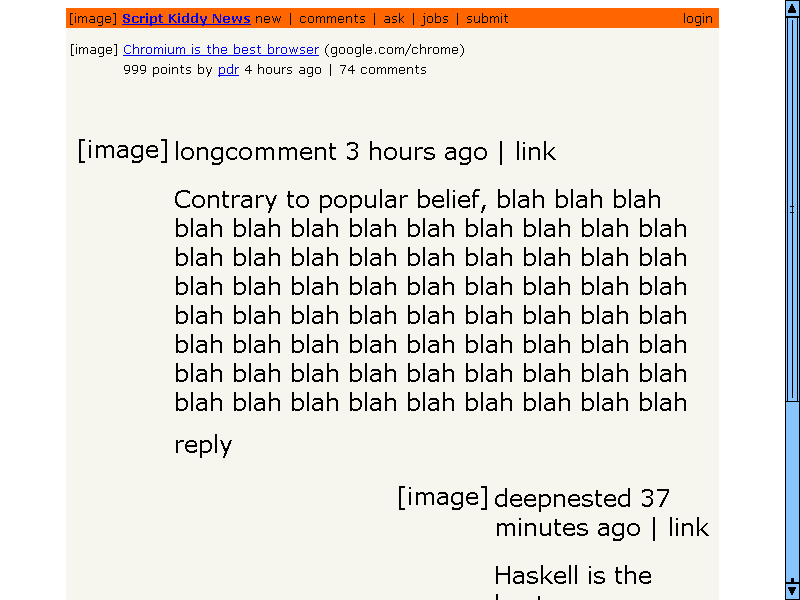 [image] Script Kiddy News new | comments | ask | jobs | submit login
[image] Chromium is the best browser (google.com/chrome)
999 points by pdr 4 hours ago | 74 comments
[image] longcomment 3 hours ago | link
Contrary to popular belief, blah blah blah
blah blah blah blah blah blah blah blah blah
blah blah blah blah blah blah blah blah blah
blah blah blah blah blah blah blah blah blah
blah blah blah blah blah blah blah blah blah
blah blah blah blah blah blah blah blah blah
blah blah blah blah blah blah blah blah blah
blah blah blah blah blah blah blah blah blah
reply
[image] deepnested 37
minutes ago | link
Haskell is the